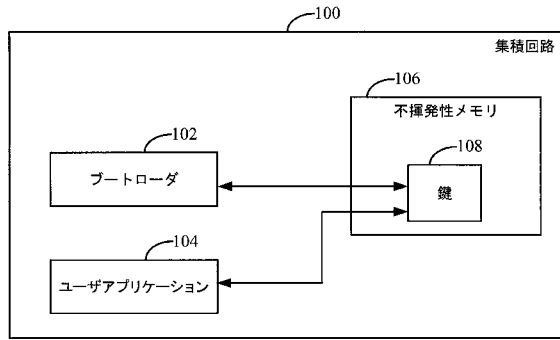 100
集積回路
106
不揮発性メモリ
102
108
ブートローダ
鍵
104
ユーザアプリケーション